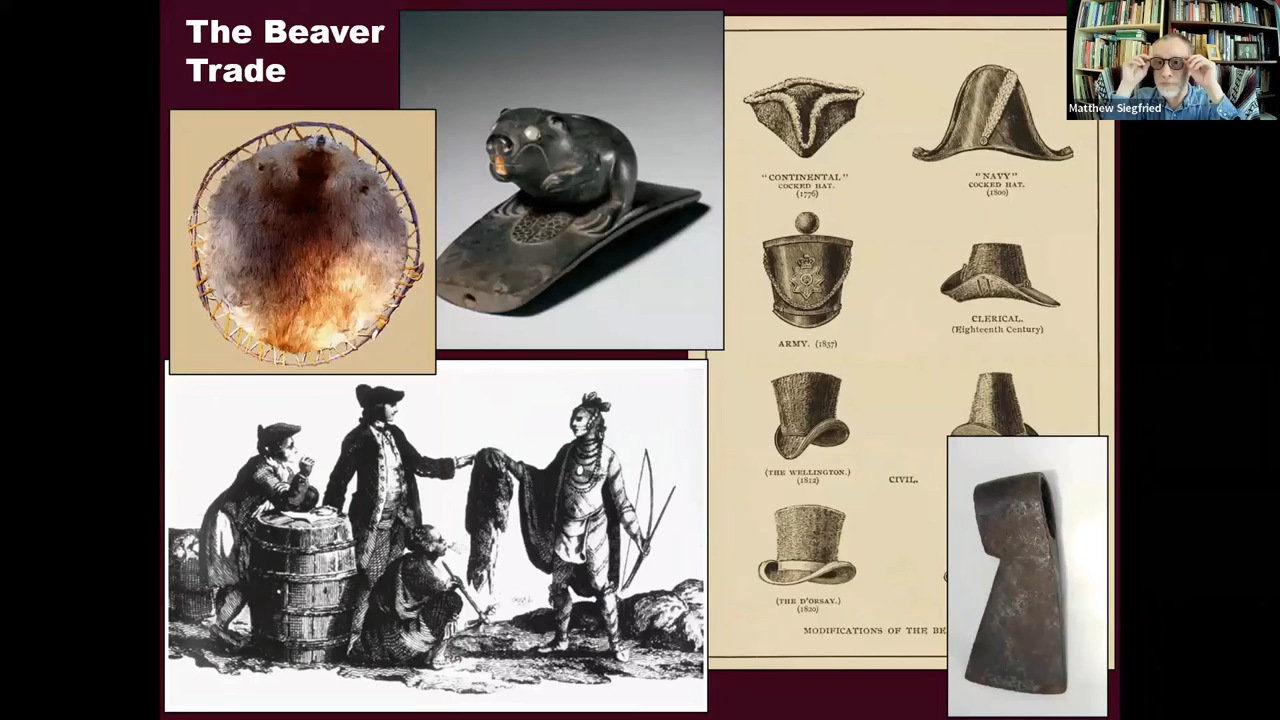 The Beaver
Trade
Matthew Siegfried
"CONTINENTAL"
COCKED HAT.
(1776)
"NAVY"
COCKED HAT.
(1800)
ARMY. (1837)
CLERICAL.
(Eighteenth Century)
(THE WELLINGTON.)
(1812)
CIVIL.
(THE D'ORSAY.)
(1820)
MODIFICATIONS OF THE BE